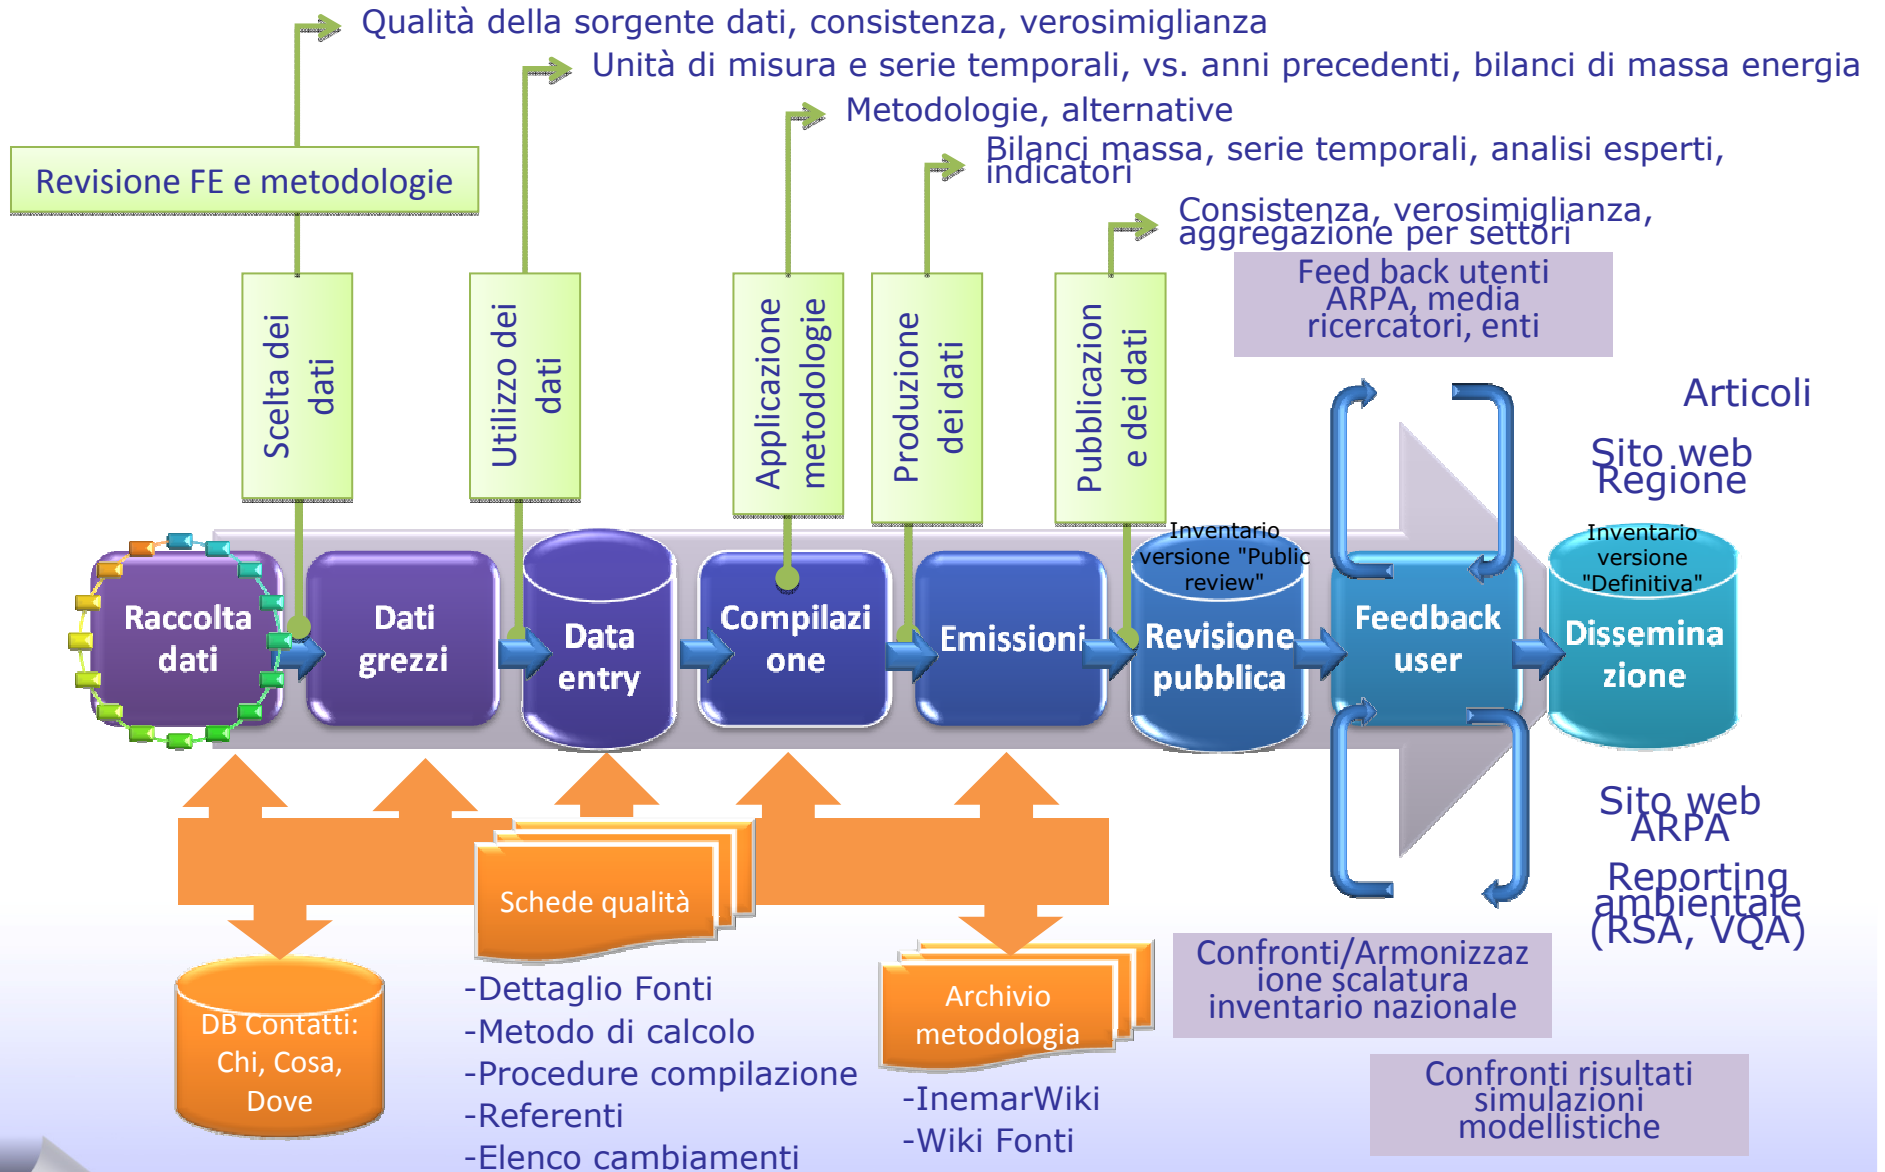 Qualità della sorgente dati, consistenza, verosimiglianza
Unità di misura e serie temporali, vs. anni precedenti, bilanci di massa energia
Metodologie, alternative
Bilanci massa, serie temporali, analisi esperti,
indicatori
Revisione FE e metodologie
Consistenza, verosimiglianza,
aggregazione per settori
Feed back utenti
ARPA, media
ricercatori, enti
Scelta dei
dati
Utilizzo dei
dati
Applicazione
metodologie
Produzione
dei dati
Pubblicazion
e dei dati
Articoli
Sito web
Regione
Inventario
versione "Public
review"
Inventario
versione
"Definitiva"
Raccolta
dati
Dati
grezzi
Data
entry
Compilazi
one
Emissioni
Revisione
pubblica
Feedback
user
Dissemina
zione
Sito web
ARPA
Reporting
ambientale
(RSA, VQA)
Schede qualità
-Dettaglio Fonti
-Metodo di calcolo
-Procedure compilazione
-Referenti
-Elenco cambiamenti
DB Contatti:
Chi, Cosa,
Dove
Archivio
metodologia
-InemarWiki
-Wiki Fonti
Confronti/Armonizzaz
ione scalatura
inventario nazionale
Confronti risultati
simulazioni
modellistiche